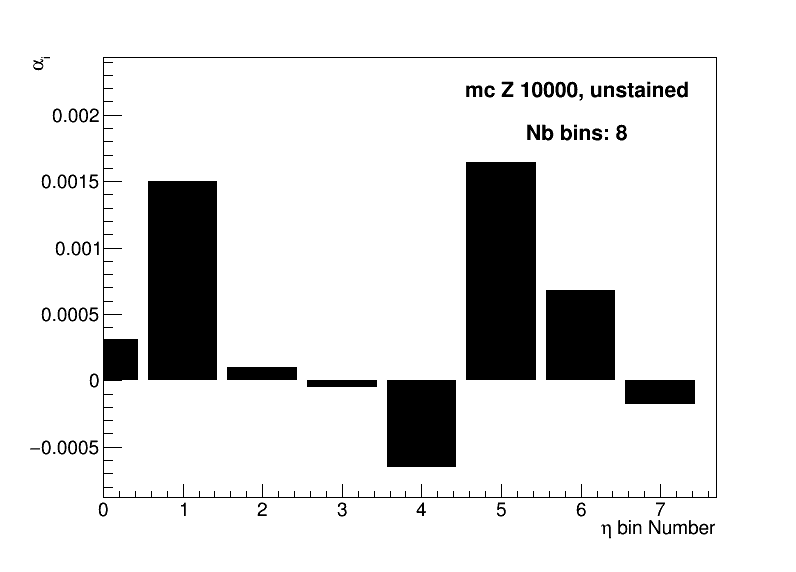 αi
mc Z 10000, unstained
Nb bins: 8
0.002
0.0015
0.001
0.0005
0
−0.0005
0 1 2 3 4 5 6 7
η bin Number